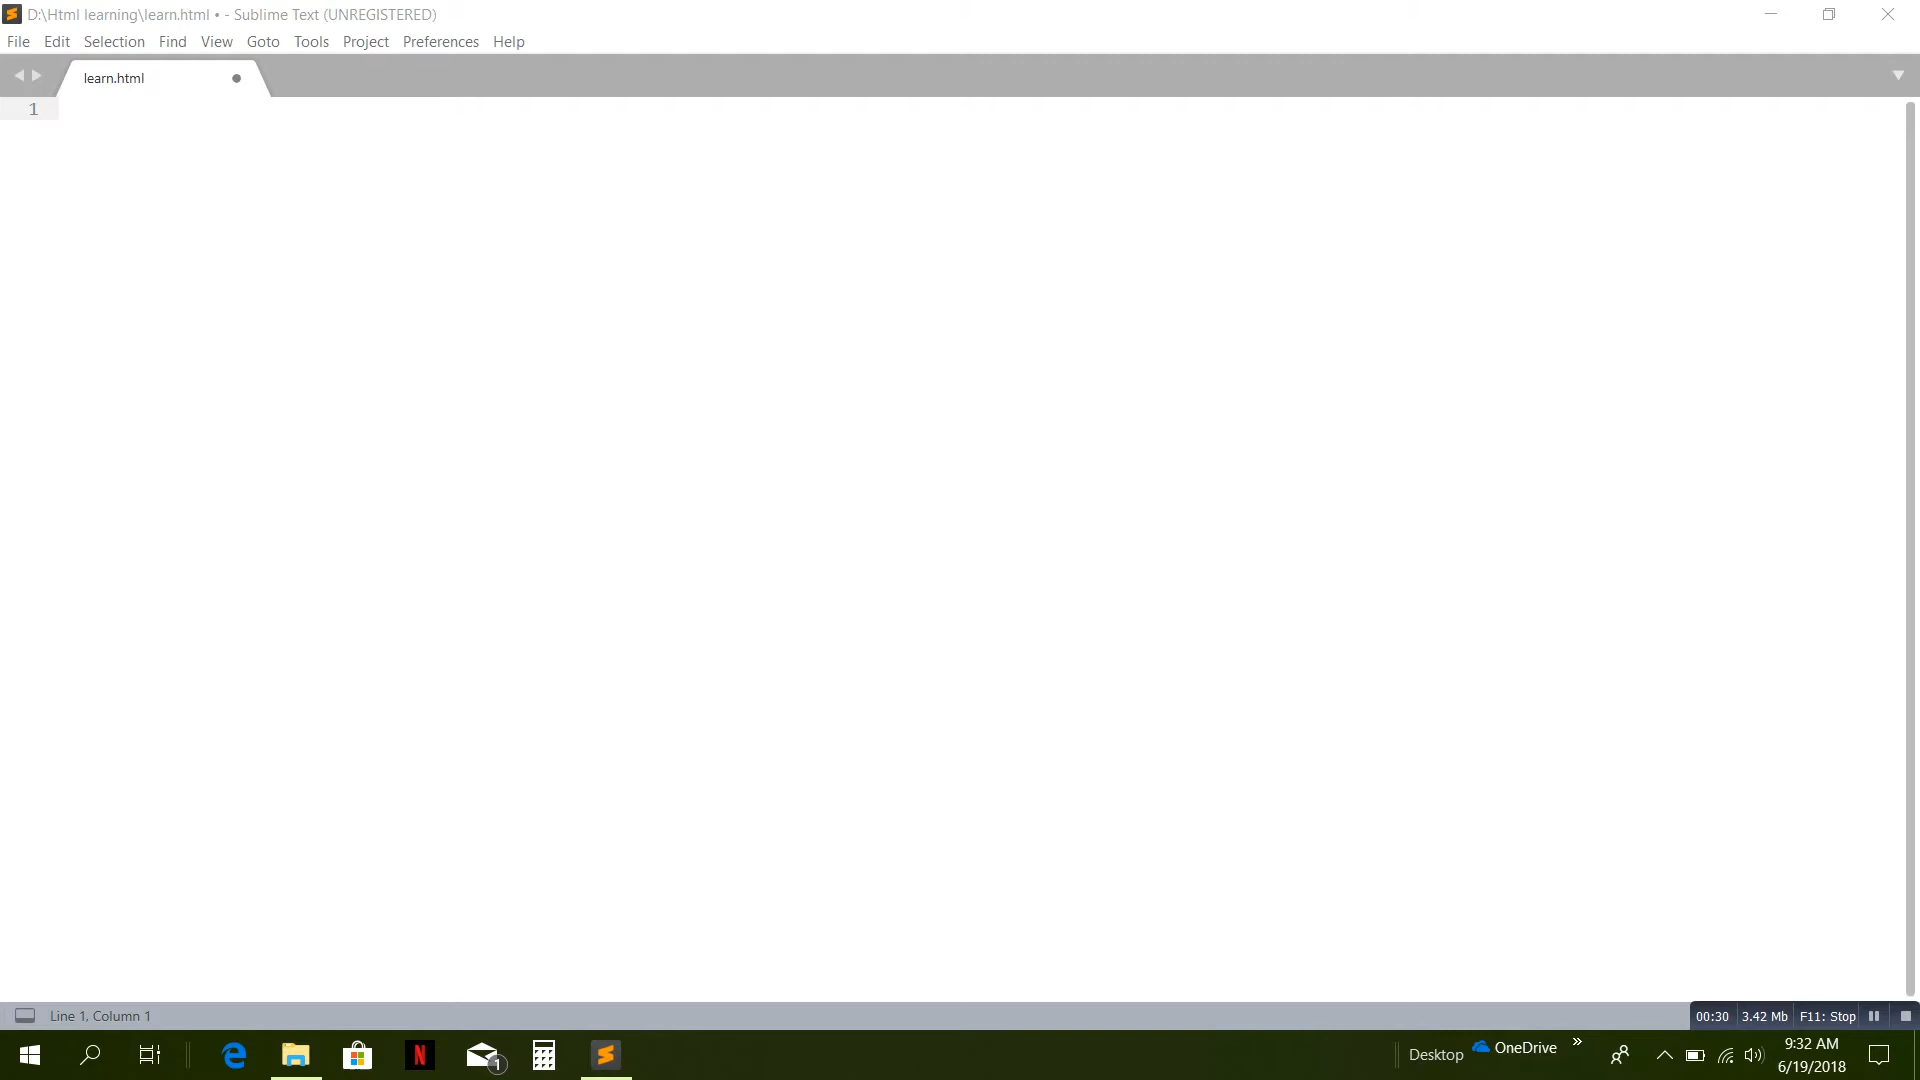 D:\Html learning\learn.html • - Sublime Text (UNREGISTERED)
File Edit Selection Find View Goto Tools Project Preferences Help
learn.html
1
Line 1, Column 1
00:30 3.42 Mb F11: Stop
N
1
Desktop
OneDrive
9:32 AM
6/19/2018